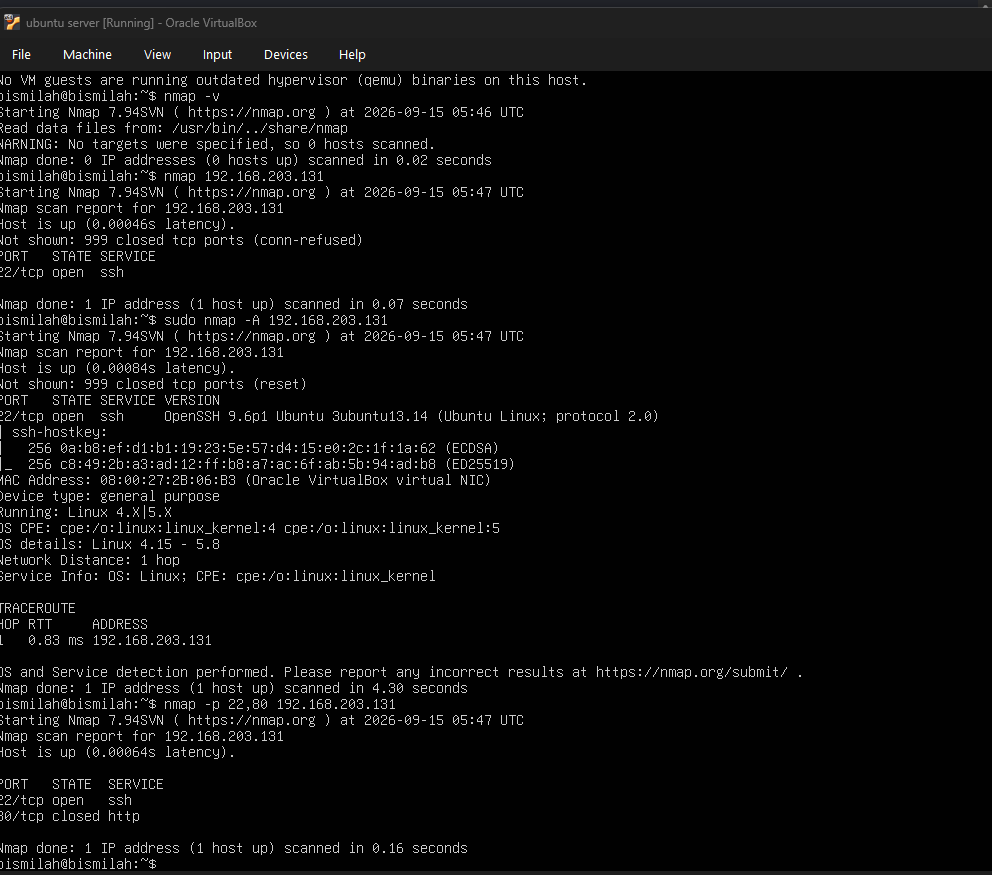 ubuntu server [Running] - Oracle VirtualBox
File Machine View Input Devices Help
No VM guests are running outdated hypervisor (qemu) binaries on this host.
bismilah@bismilah:~$ nmap -v
Starting Nmap 7.94SVN ( https://nmap.org ) at 2026-09-15 05:46 UTC
Read data files from: /usr/bin/../share/nmap
WARNING: No targets were specified, so 0 hosts scanned.
Nmap done: 0 IP addresses (0 hosts up) scanned in 0.02 seconds
bismilah@bismilah:~$ nmap 192.168.203.131
Starting Nmap 7.94SVN ( https://nmap.org ) at 2026-09-15 05:47 UTC
Nmap scan report for 192.168.203.131
Host is up (0.00046s latency).
Not shown: 999 closed tcp ports (conn-refused)
PORT   STATE SERVICE
22/tcp open  ssh
Nmap done: 1 IP address (1 host up) scanned in 0.07 seconds
bismilah@bismilah:~$ sudo nmap -A 192.168.203.131
Starting Nmap 7.94SVN ( https://nmap.org ) at 2026-09-15 05:47 UTC
Nmap scan report for 192.168.203.131
Host is up (0.00084s latency).
Not shown: 999 closed tcp ports (reset)
PORT   STATE SERVICE VERSION
22/tcp open  ssh     OpenSSH 9.6p1 Ubuntu 3ubuntu13.14 (Ubuntu Linux; protocol 2.0)
| ssh-hostkey:
|   256 0a:b8:ef:d1:b1:19:23:5e:57:d4:15:e0:2c:1f:1a:62 (ECDSA)
|_  256 c8:49:2b:a3:ad:12:ff:b8:a7:ac:6f:ab:5b:94:ad:b8 (ED25519)
MAC Address: 08:00:27:2B:06:B3 (Oracle VirtualBox virtual NIC)
Device type: general purpose
Running: Linux 4.X|5.X
OS CPE: cpe:/o:linux:linux_kernel:4 cpe:/o:linux:linux_kernel:5
OS details: Linux 4.15 - 5.8
Network Distance: 1 hop
Service Info: OS: Linux; CPE: cpe:/o:linux:linux_kernel
TRACEROUTE
HOP RTT     ADDRESS
1   0.83 ms 192.168.203.131
OS and Service detection performed. Please report any incorrect results at https://nmap.org/submit/ .
Nmap done: 1 IP address (1 host up) scanned in 4.30 seconds
bismilah@bismilah:~$ nmap -p 22,80 192.168.203.131
Starting Nmap 7.94SVN ( https://nmap.org ) at 2026-09-15 05:47 UTC
Nmap scan report for 192.168.203.131
Host is up (0.00064s latency).
PORT   STATE  SERVICE
22/tcp open   ssh
80/tcp closed http
Nmap done: 1 IP address (1 host up) scanned in 0.16 seconds
bismilah@bismilah:~$